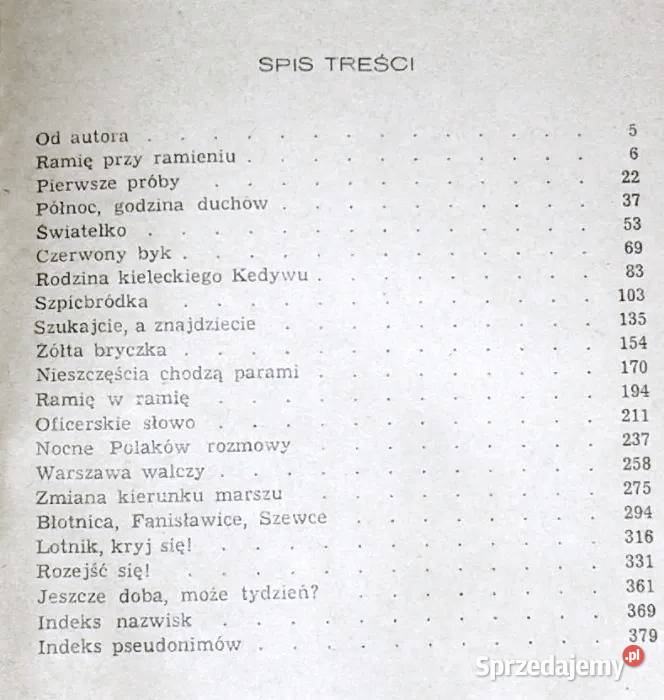 SPIS TREŚCI
Od autora . . . . . . . . . . . . . 5
Ramię przy ramieniu . . . . . . . . . . 6
Pierwsze próby . . . . . . . . . . . 22
Północ, godzina duchów . . . . . . . . . 37
Światełko . . . . . . . . . . . . . 53
Czerwony byk . . . . . . . . . . . . 69
Rodzina kieleckiego Kedywu . . . . . . . . 83
Szpicbródka . . . . . . . . . . . . 103
Szukajcie, a znajdziecie . . . . . . . . . 135
Żółta bryczka . . . . . . . . . . . . 154
Nieszczęścia chodzą parami . . . . . . . . 170
Ramię w ramię . . . . . . . . . . . 194
Oficerskie słowo . . . . . . . . . . . 211
Nocne Polaków rozmowy . . . . . . . . 237
Warszawa walczy . . . . . . . . . . . 258
Zmiana kierunku marszu . . . . . . . . 275
Błotnica, Fanisławice, Szewce . . . . . . . 294
Lotnik, kryj się! . . . . . . . . . . . 316
Rozejść się! . . . . . . . . . . . . 331
Jeszcze doba, może tydzień? . . . . . . . 361
Indeks nazwisk . . . . . . . . . . . 369
Indeks pseudonimów . . . . . . . . . . 379
Sprzedajemy.pl